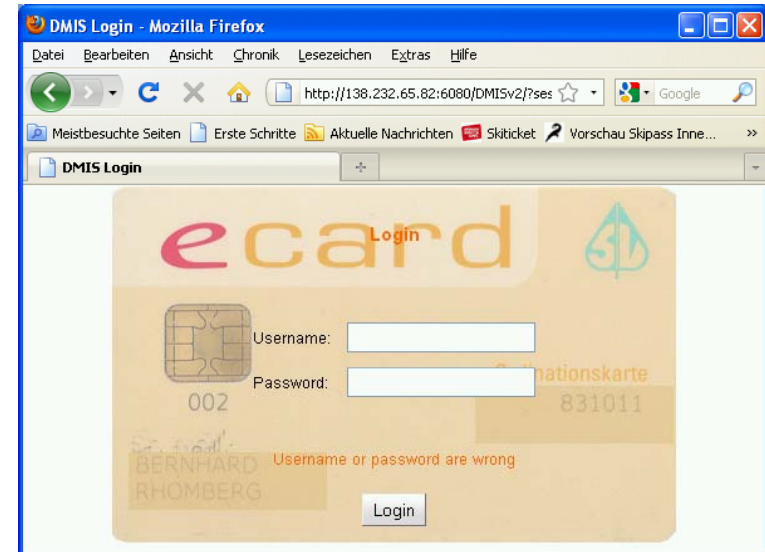 DMIS Login - Mozilla Firefox
Datei Bearbeiten Ansicht Chronik Lesezeichen Extras Hilfe
http://138.232.65.82:6080/DMISv2/?ses Google
Meistbesuchte Seiten Erste Schritte Aktuelle Nachrichten Skiticket Vorschau Skipass Inne... »
DMIS Login
ecard
Login
Username:
Password:
002
831011
BERNHARD
RHOMBERG
Username or password are wrong
Login